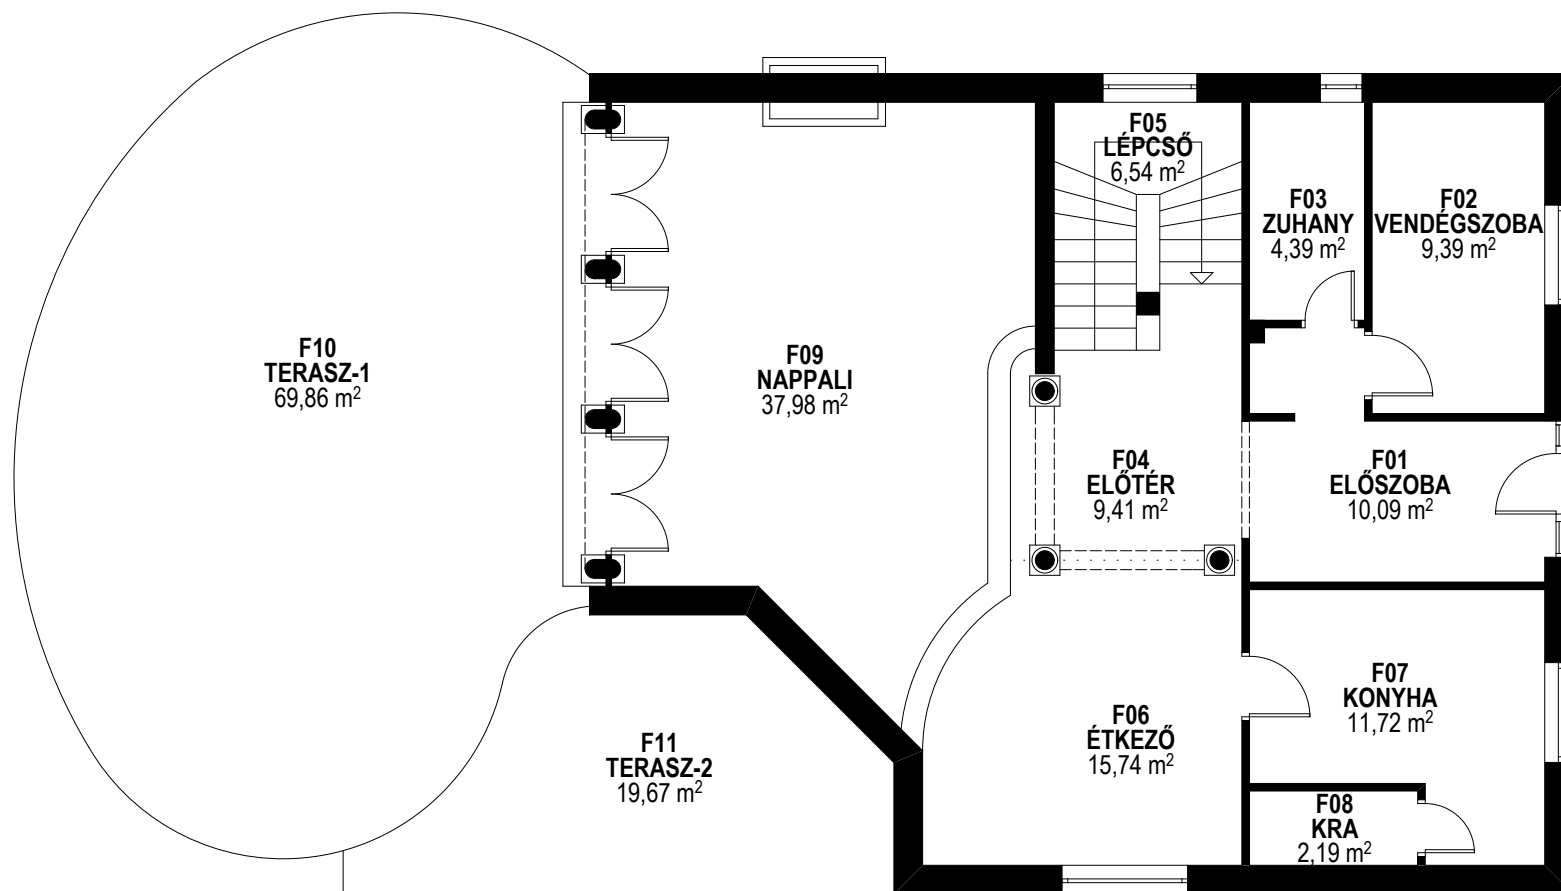 F05
LÉPCSŐ
6,54 m²
F03
ZUHANY
4,39 m²
F02
VENDÉGSZOBA
9,39 m²
F10
TERASZ-1
69,86 m²
F09
NAPPALI
37,98 m²
F04
ELŐTÉR
9,41 m²
F01
ELŐSZOBA
10,09 m²
F07
KONYHA
11,72 m²
F06
ÉTKEZŐ
15,74 m²
F11
TERASZ-2
19,67 m²
F08
KRA
2,19 m²